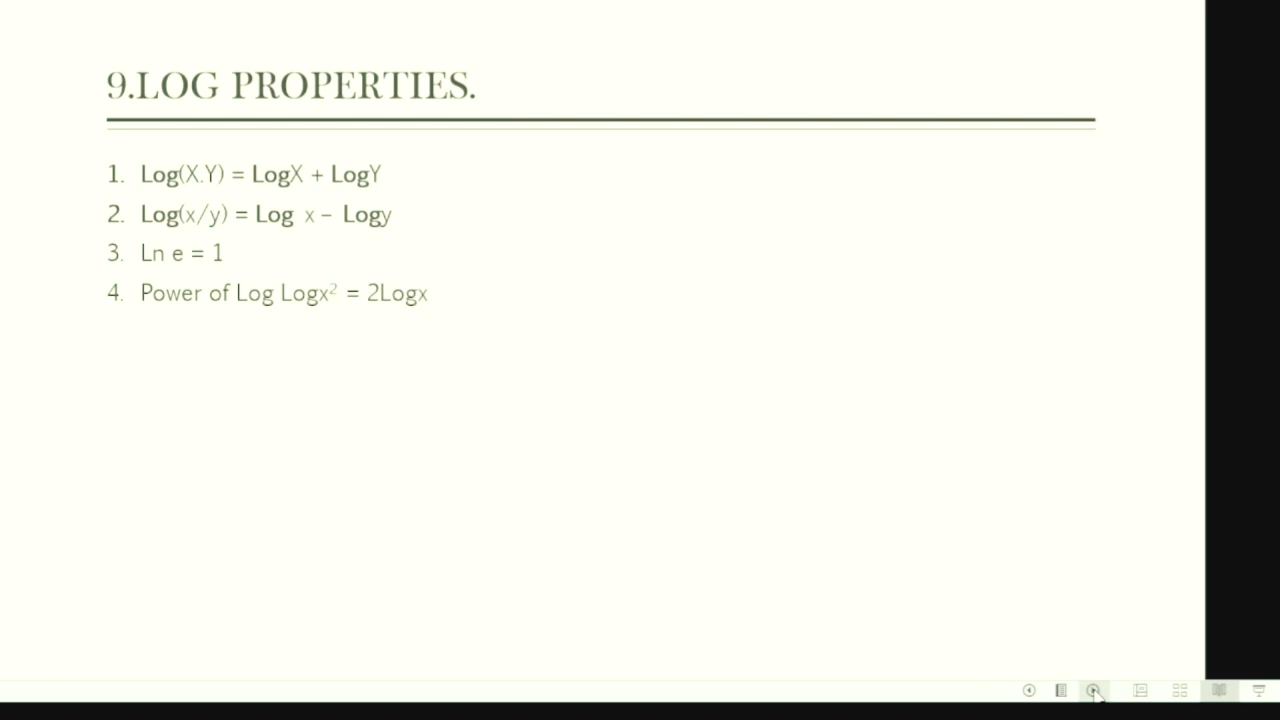 9.LOG PROPERTIES.
1. Log(X.Y) = LogX + LogY
2. Log(x/y) = Log x – Logy
3. Ln e = 1
4. Power of Log Logx² = 2Logx